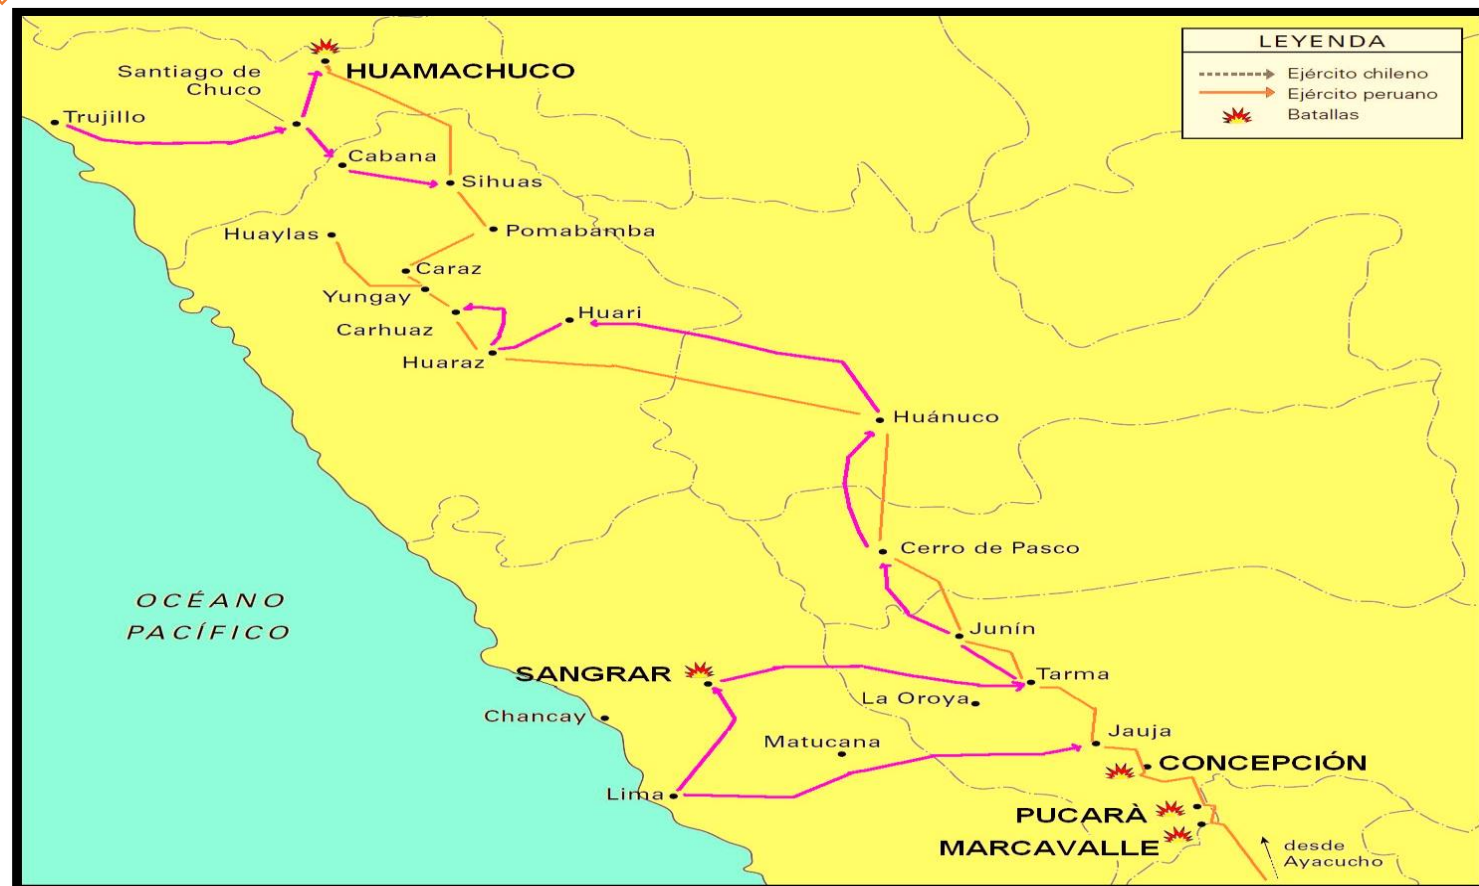 LEYENDA
Ejército chileno
Ejército peruano
Batallas
HUAMACHUCO
Santiago de
Chuco
Trujillo
Cabana
Sihuas
Huaylas
Pomabamba
Caraz
Yungay
Carhuaz
Huari
Huaraz
Huánuco
Cerro de Pasco
OCÉANO
PACÍFICO
Junín
SANGRAR
Tarma
La Oroya
Chancay
Jauja
Matucana
CONCEPCIÓN
Lima
PUCARÀ
MARCAVALLE
desde
Ayacucho